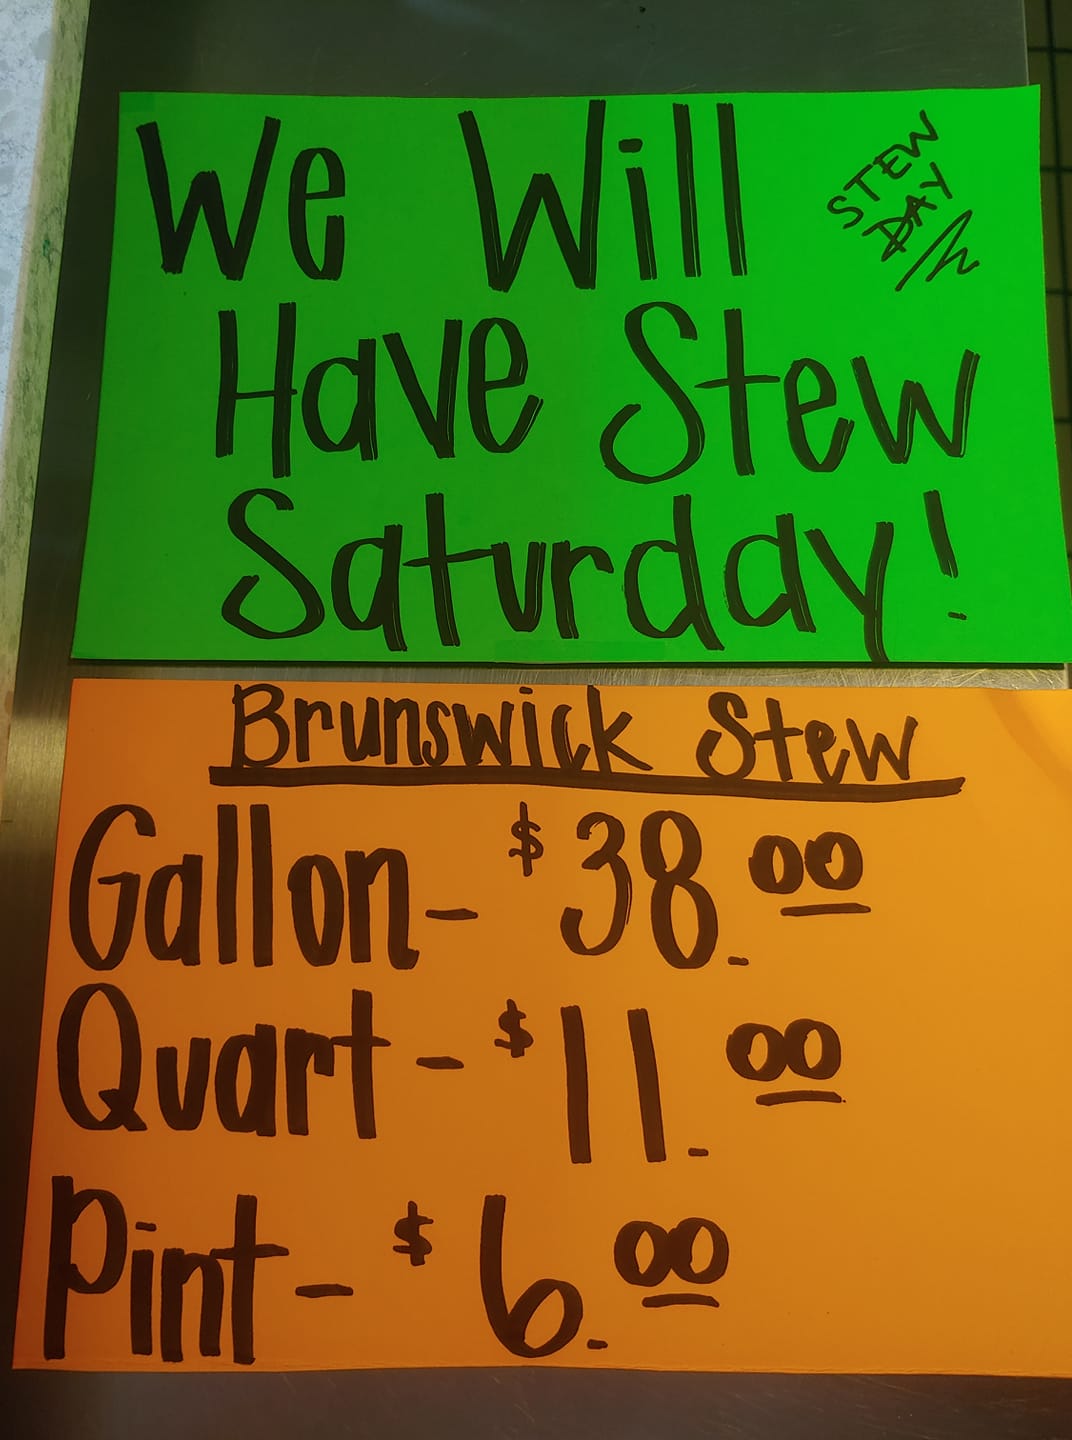 We Will
STEW
DAY
Have Stew
Saturday!
Brunswick Stew
Gallon- $38.00
Quart - $11.00
Pint - $6.00